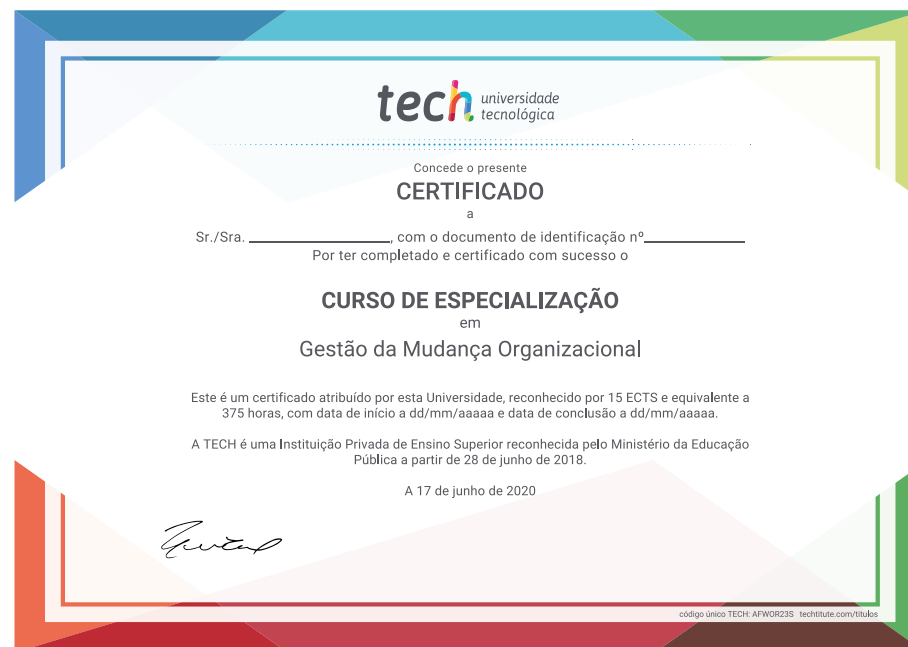 tech universidade
tecnológica
Concede o presente
CERTIFICADO
a
Sr./Sra. ____________________, com o documento de identificação nº______________
Por ter completado e certificado com sucesso o
CURSO DE ESPECIALIZAÇÃO
em
Gestão da Mudança Organizacional
Este é um certificado atribuído por esta Universidade, reconhecido por 15 ECTS e equivalente a
375 horas, com data de início a dd/mm/aaaaa e data de conclusão a dd/mm/aaaaa.
A TECH é uma Instituição Privada de Ensino Superior reconhecida pelo Ministério da Educação
Pública a partir de 28 de junho de 2018.
A 17 de junho de 2020
código único TECH: AFWOR23S techtitute.com/titulos